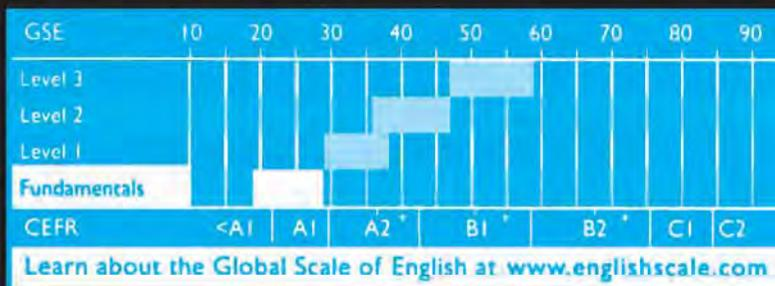 GSE 10 20 30 40 50 60 70 80 90
Level 3
Level 2
Level 1
Fundamentals
CEFR <A1 A1 A2+ B1+ B2+ C1 C2
Learn about the Global Scale of English at www.englishscale.com